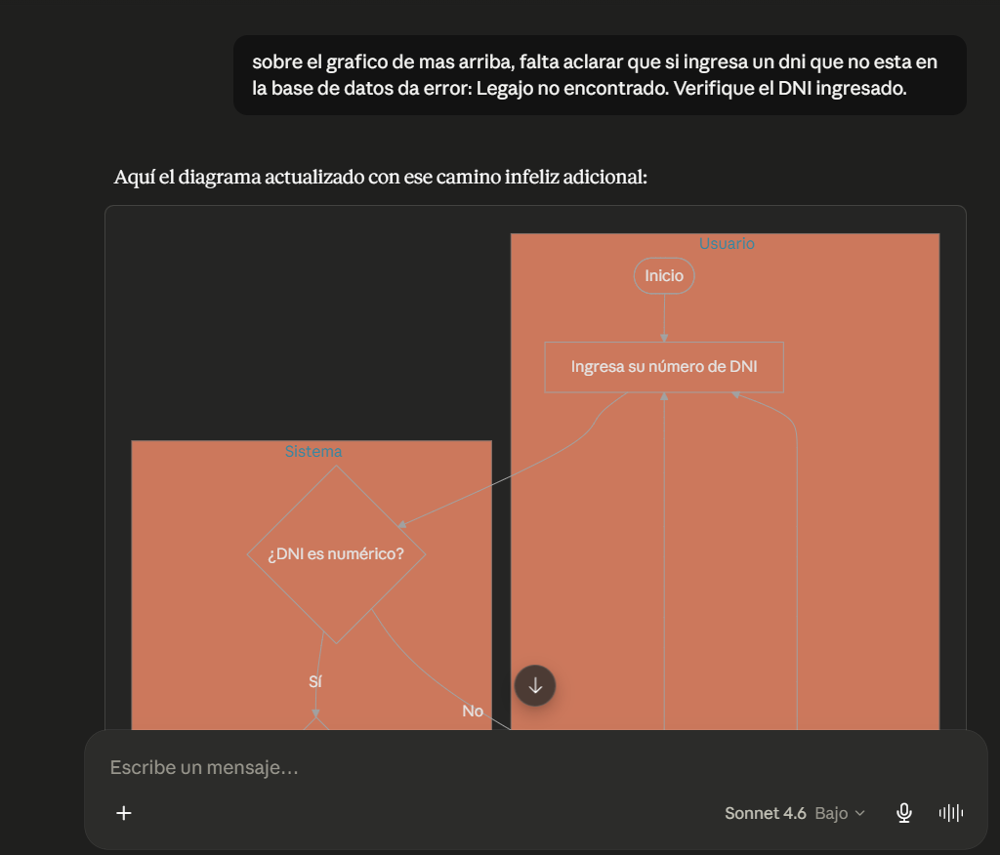 sobre el grafico de mas arriba, falta aclarar que si ingresa un dni que no esta en
la base de datos da error: Legajo no encontrado. Verifique el DNI ingresado.
Aquí el diagrama actualizado con ese camino infeliz adicional:
Usuario
Inicio
Ingresa su número de DNI
Sistema
¿DNI es numérico?
Sí
No
Escribe un mensaje...
Sonnet 4.6 Bajo